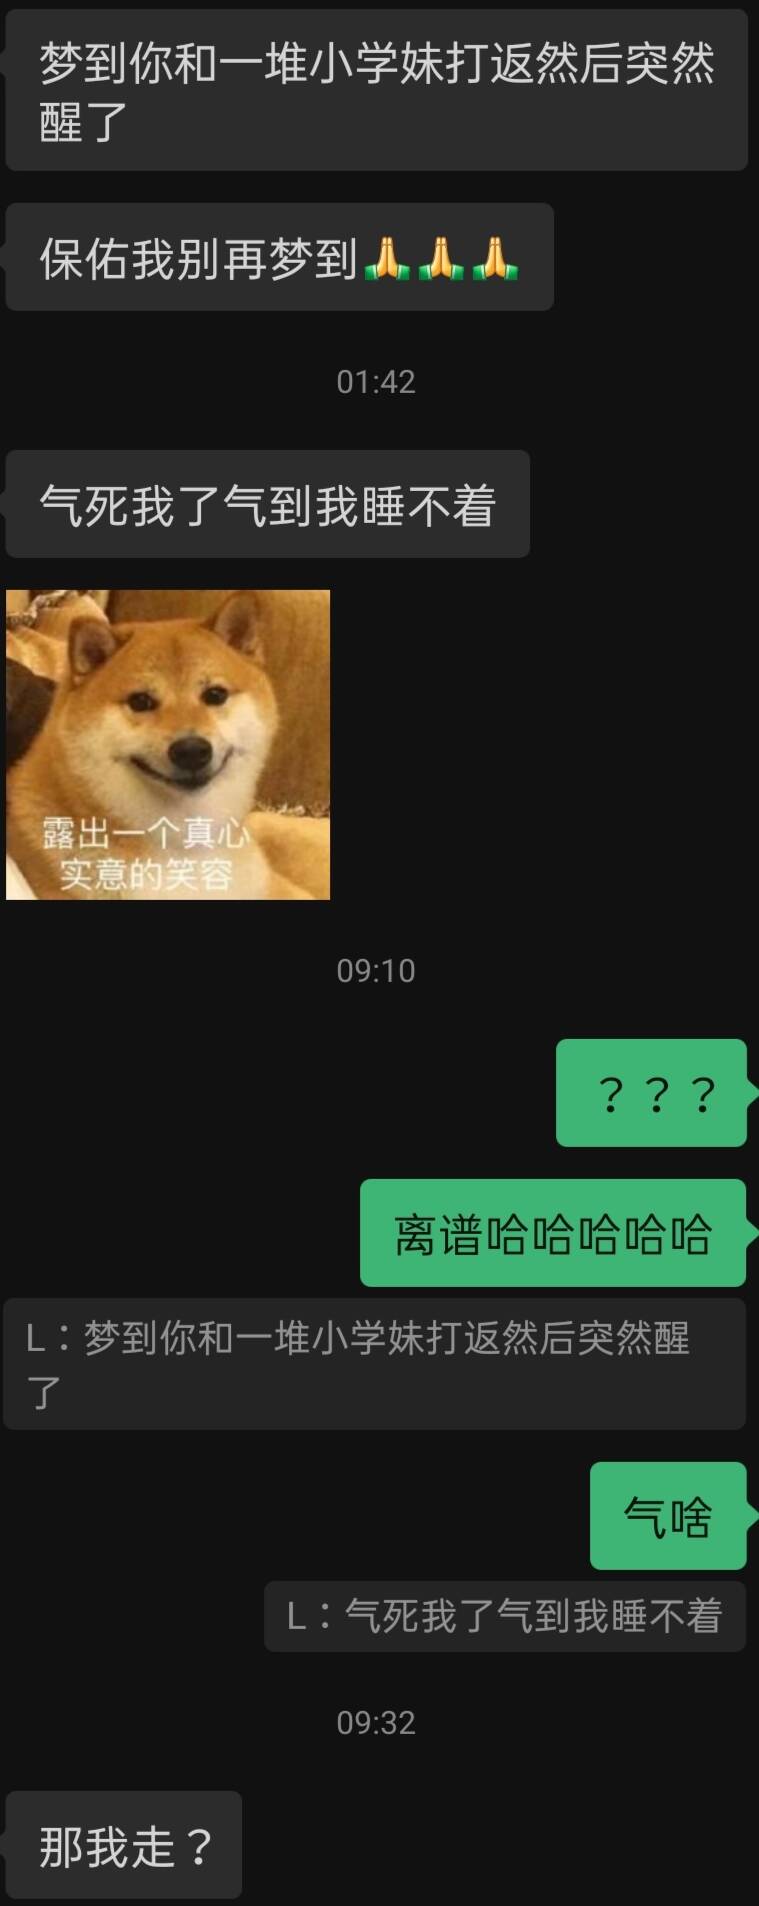 梦到你和一堆小学妹打返然后突然
醒了
保佑我别再梦到🙏🙏🙏
01:42
气死我了气到我睡不着
露出一个真心
实意的笑容
09:10
？？？
离谱哈哈哈哈哈
L：梦到你和一堆小学妹打返然后突然醒
了
气啥
L：气死我了气到我睡不着
09:32
那我走？